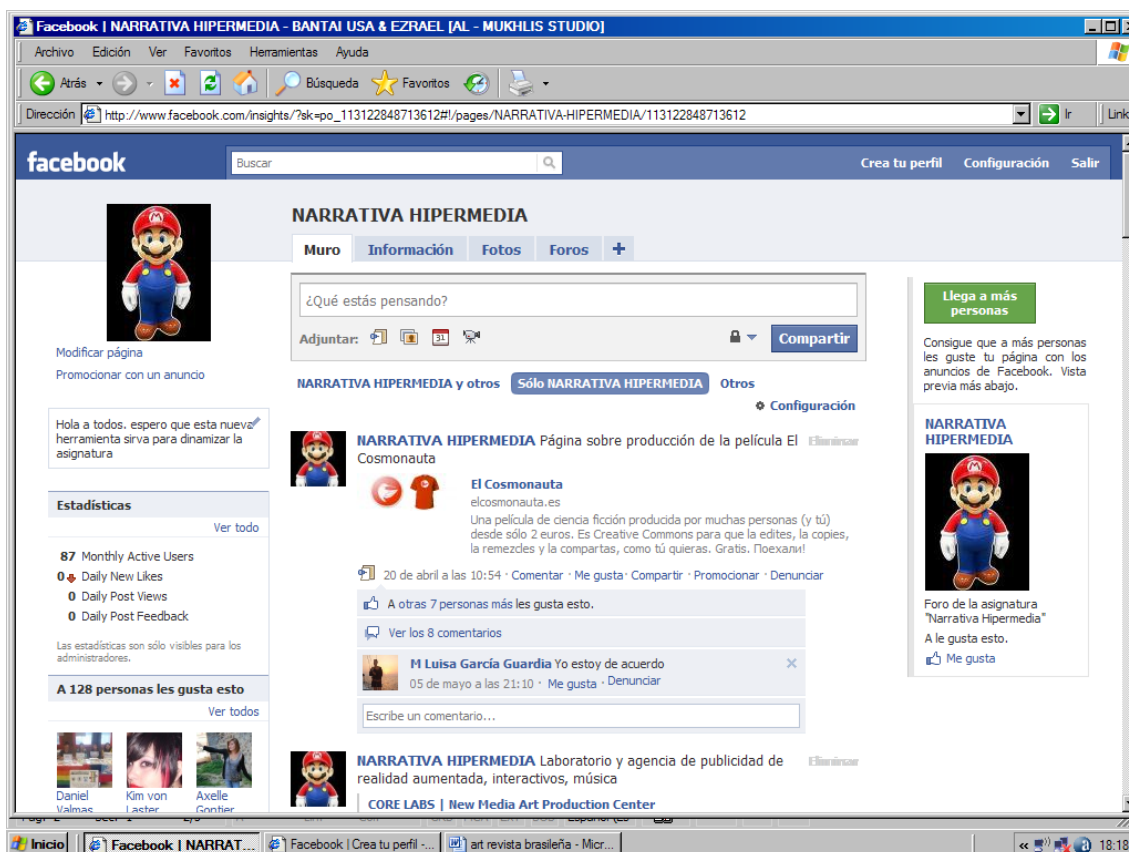 Facebook | NARRATIVA HIPERMEDIA - BANTAI USA & EZRAEL [AL - MUKHLIS STUDIO]
Archivo Edición Ver Favoritos Herramientas Ayuda
Atrás Búsqueda Favoritos
Dirección http://www.facebook.com/insights/?sk=po_113122848713612#!/pages/NARRATIVA-HIPERMEDIA/113122848713612 Ir Link
facebook Buscar Crea tu perfil Configuración Salir
NARRATIVA HIPERMEDIA
Muro Información Fotos Foros +
¿Qué estás pensando?
Adjuntar: 31 Compartir
NARRATIVA HIPERMEDIA y otros Sólo NARRATIVA HIPERMEDIA Otros
Configuración
Modificar página
Promocionar con un anuncio
Hola a todos. espero que esta nueva
herramienta sirva para dinamizar la
asignatura
Estadísticas
Ver todo
87 Monthly Active Users
0 Daily New Likes
0 Daily Post Views
0 Daily Post Feedback
Las estadísticas son sólo visibles para los
administradores.
A 128 personas les gusta esto
Ver todos
Daniel
Valmas
Kim von
Laster
Axelle
Gontier
NARRATIVA HIPERMEDIA Página sobre producción de la película El
Cosmonauta
Eliminar
El Cosmonauta
elcosmonauta.es
Una película de ciencia ficción producida por muchas personas (y tú)
desde sólo 2 euros. Es Creative Commons para que la edites, la copies,
la remezcles y la compartas, como tú quieras. Gratis. Поехали!
20 de abril a las 10:54 · Comentar · Me gusta · Compartir · Promocionar · Denunciar
A otras 7 personas más les gusta esto.
Ver los 8 comentarios
M Luisa García Guardia Yo estoy de acuerdo
05 de mayo a las 21:10 · Me gusta · Denunciar
Escribe un comentario...
NARRATIVA HIPERMEDIA Laboratorio y agencia de publicidad de
realidad aumentada, interactivos, música
Eliminar
CORE LABS | New Media Art Production Center
Llega a más
personas
Consigue que a más personas
les guste tu página con los
anuncios de Facebook. Vista
previa más abajo.
NARRATIVA
HIPERMEDIA
Foro de la asignatura
"Narrativa Hipermedia"
A le gusta esto.
Me gusta
Inicio Facebook | NARRAT... Facebook | Crea tu perfil -... art revista brasileña - Micr... 18:18